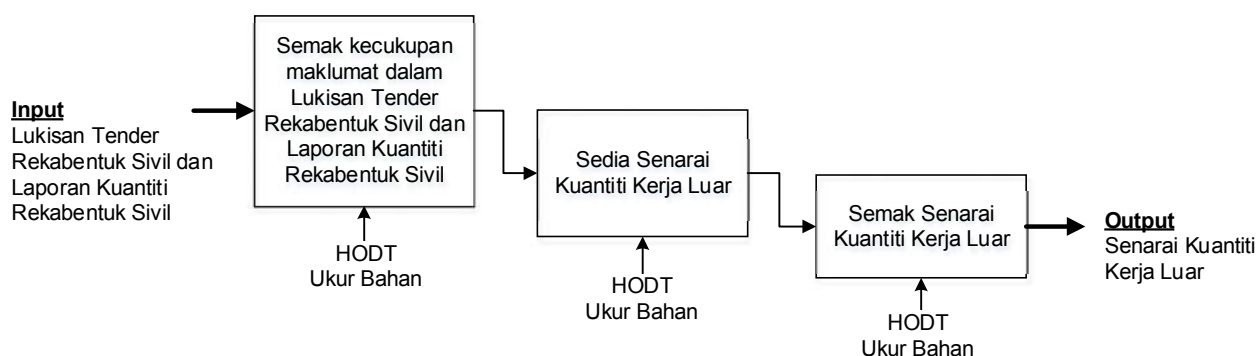 Input
Lukisan Tender
Rekabentuk Sivil dan
Laporan Kuantiti
Rekabentuk Sivil
Semak kecukupan
maklumat dalam
Lukisan Tender
Rekabentuk Sivil dan
Laporan Kuantiti
Rekabentuk Sivil
HODT
Ukur Bahan
Sedia Senarai
Kuantiti Kerja Luar
HODT
Ukur Bahan
Semak Senarai
Kuantiti Kerja Luar
HODT
Ukur Bahan
Output
Senarai Kuantiti
Kerja Luar